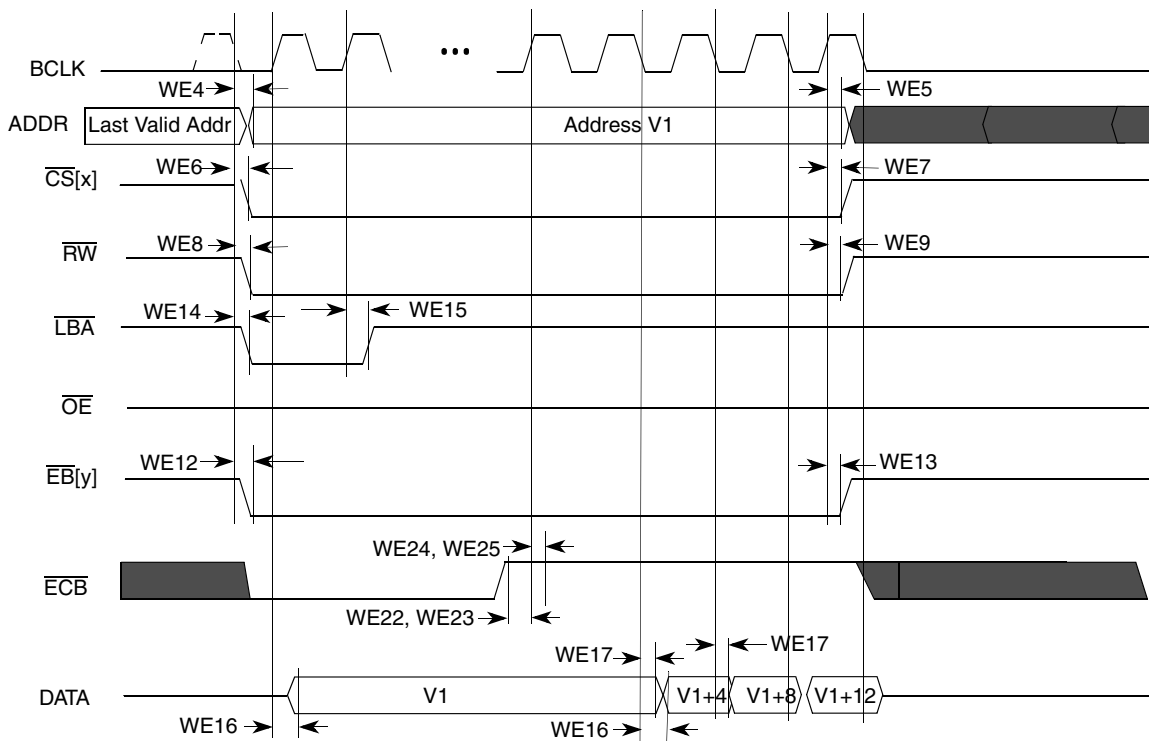 •••
BCLK
WE4
WE5
ADDR
Last Valid Addr
Address V1
WE6
WE7
CS[x]
WE8
WE9
RW
WE14
WE15
LBA
OE
WE12
WE13
EB[y]
WE24, WE25
ECB
WE22, WE23
WE17
WE17
DATA
V1
V1+4
V1+8
V1+12
WE16
WE16